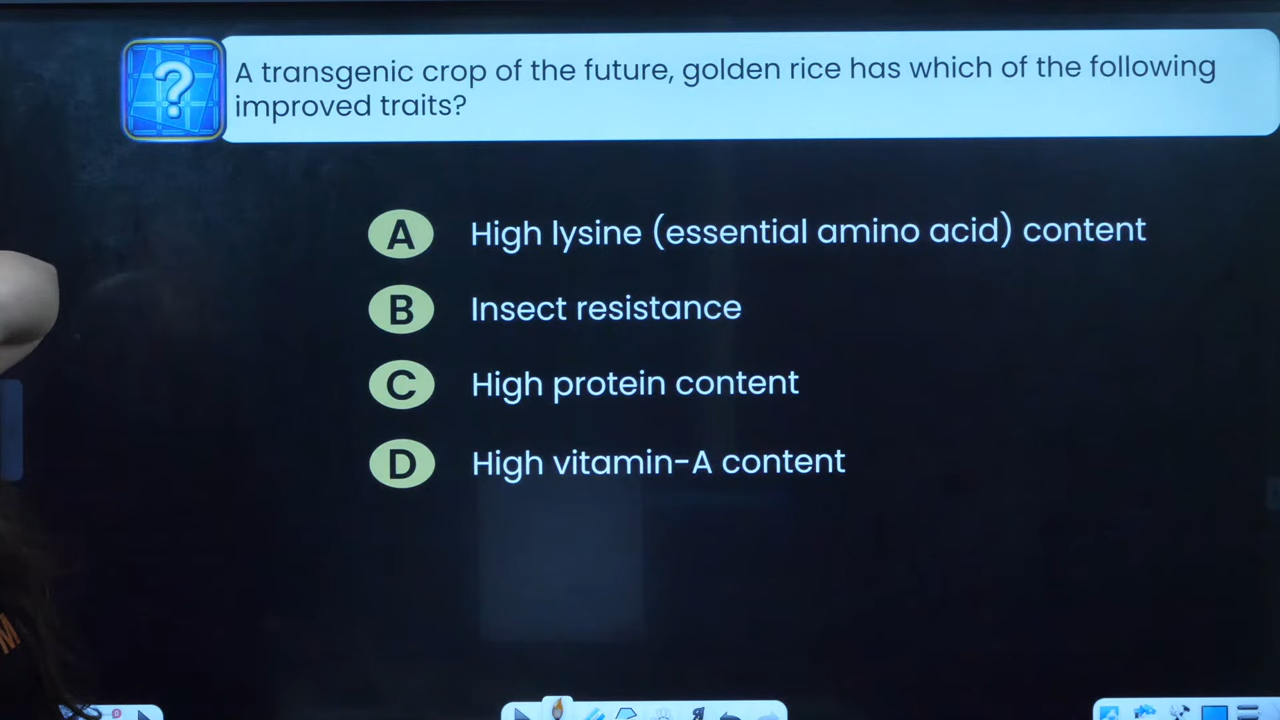 ?
A transgenic crop of the future, golden rice has which of the following
improved traits?
A High lysine (essential amino acid) content
B Insect resistance
C High protein content
D High vitamin-A content
M